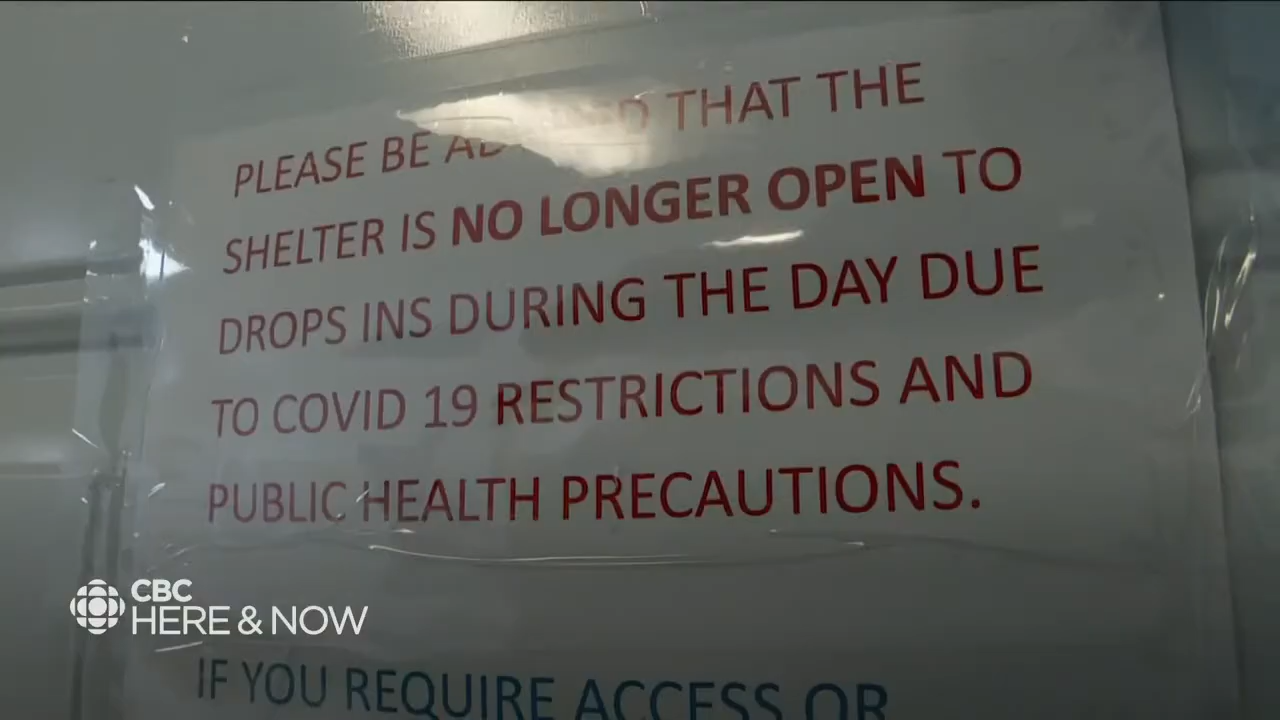 PLEASE BE THAT THE
SHELTER IS NO LONGER OPEN TO
DROPS INS DURING THE DAY DUE
TO COVID 19 RESTRICTIONS AND
PUBLIC HEALTH PRECAUTIONS.
IF YOU REQUIRE ACCESS OR
CBC
HERE & NOW